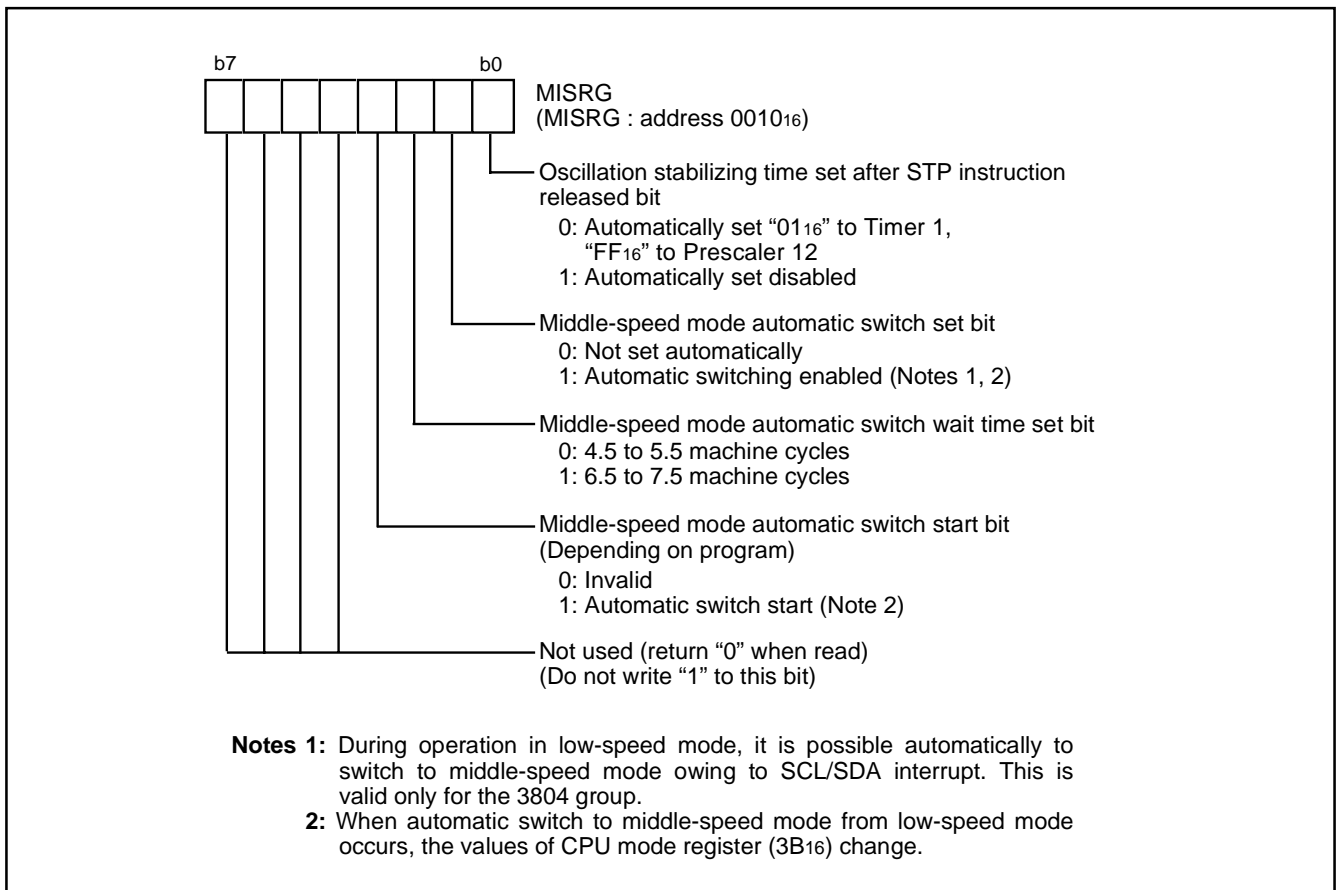 b7 b0
MISRG
(MISRG : address 001016)
Oscillation stabilizing time set after STP instruction
released bit
0: Automatically set “0116” to Timer 1,
“FF16” to Prescaler 12
1: Automatically set disabled
Middle-speed mode automatic switch set bit
0: Not set automatically
1: Automatic switching enabled (Notes 1, 2)
Middle-speed mode automatic switch wait time set bit
0: 4.5 to 5.5 machine cycles
1: 6.5 to 7.5 machine cycles
Middle-speed mode automatic switch start bit
(Depending on program)
0: Invalid
1: Automatic switch start (Note 2)
Not used (return “0” when read)
(Do not write “1” to this bit)
Notes 1: During operation in low-speed mode, it is possible automatically to
switch to middle-speed mode owing to SCL/SDA interrupt. This is
valid only for the 3804 group.
2: When automatic switch to middle-speed mode from low-speed mode
occurs, the values of CPU mode register (3B16) change.